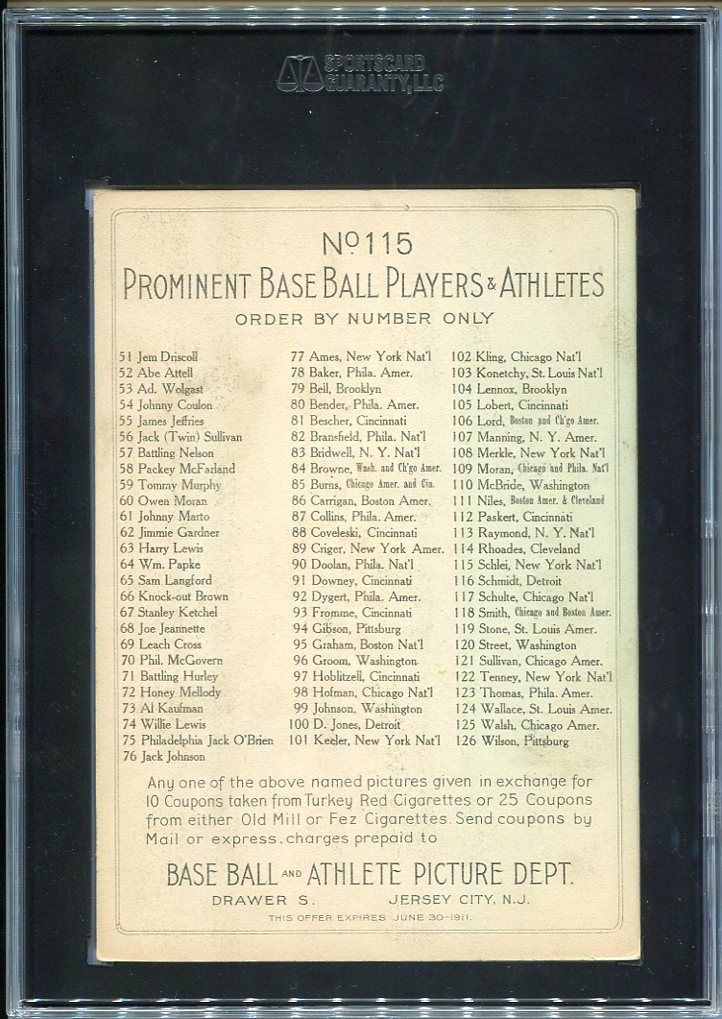 SPORTSCARD
GUARANTY, LLC
No 115
PROMINENT BASE BALL PLAYERS & ATHLETES
ORDER BY NUMBER ONLY
51 Jem Driscoll
52 Abe Attell
53 Ad. Wolgast
54 Johnny Coulon
55 James Jeffries
56 Jack (Twin) Sullivan
57 Battling Nelson
58 Packey McFarland
59 Tommy Murphy
60 Owen Moran
61 Johnny Marto
62 Jimmie Gardner
63 Harry Lewis
64 Wm. Papke
65 Sam Langford
66 Knock-out Brown
67 Stanley Ketchel
68 Joe Jeannette
69 Leach Cross
70 Phil. McGovern
71 Battling Hurley
72 Honey Mellody
73 Al Kaufman
74 Willie Lewis
75 Philadelphia Jack O'Brien
76 Jack Johnson
77 Ames, New York Nat'l
78 Baker, Phila. Amer.
79 Bell, Brooklyn
80 Bender, Phila. Amer.
81 Bescher, Cincinnati
82 Bransfield, Phila. Nat'l
83 Bridwell, N. Y. Nat'l
84 Browne, Wash. and Ch'go Amer.
85 Burns, Chicago Amer. and Cin.
86 Carrigan, Boston Amer.
87 Collins, Phila. Amer.
88 Coveleski, Cincinnati
89 Criger, New York Amer.
90 Doolan, Phila. Nat'l
91 Downey, Cincinnati
92 Dygert, Phila. Amer.
93 Fromme, Cincinnati
94 Gibson, Pittsburg
95 Graham, Boston Nat'l
96 Groom, Washington
97 Hoblitzell, Cincinnati
98 Hofman, Chicago Nat'l
99 Johnson, Washington
100 D. Jones, Detroit
101 Keeler, New York Nat'l
102 Kling, Chicago Nat'l
103 Konetchy, St. Louis Nat'l
104 Lennox, Brooklyn
105 Lobert, Cincinnati
106 Lord, Boston and Ch'go Amer.
107 Manning, N. Y. Amer.
108 Merkle, New York Nat'l
109 Moran, Chicago and Phila. Nat'l
110 McBride, Washington
111 Niles, Boston Amer. & Cleveland
112 Paskert, Cincinnati
113 Raymond, N. Y. Nat'l
114 Rhoades, Cleveland
115 Schlei, New York Nat'l
116 Schmidt, Detroit
117 Schulte, Chicago Nat'l
118 Smith, Chicago and Boston Amer.
119 Stone, St. Louis Amer.
120 Street, Washington
121 Sullivan, Chicago Amer.
122 Tenney, New York Nat'l
123 Thomas, Phila. Amer.
124 Wallace, St. Louis Amer.
125 Walsh, Chicago Amer.
126 Wilson, Pittsburg
Any one of the above named pictures given in exchange for
10 Coupons taken from Turkey Red Cigarettes or 25 Coupons
from either Old Mill or Fez Cigarettes. Send coupons by
Mail or express, charges prepaid to
BASE BALL AND ATHLETE PICTURE DEPT.
DRAWER S. JERSEY CITY, N.J.
THIS OFFER EXPIRES JUNE 30-1911.